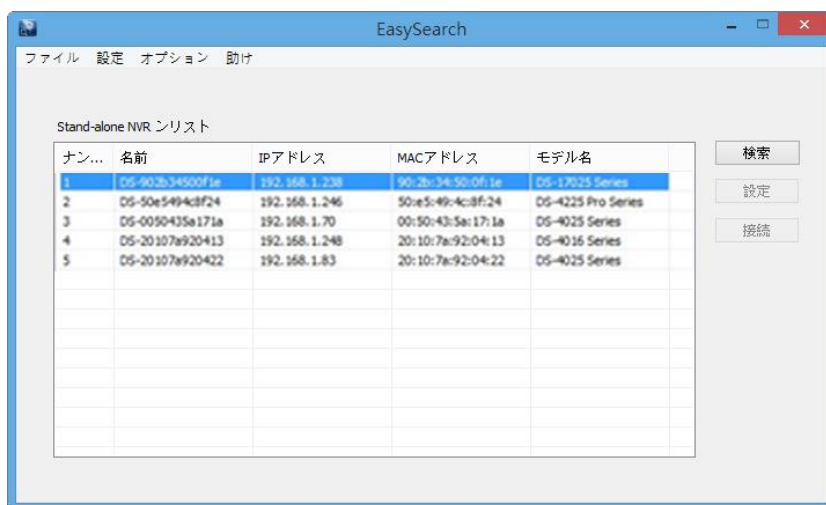 EasySearch
ファイル 設定 オプション 助け
Stand-alone NVR ンリスト
ナン... 名前 IPアドレス MACアドレス モデル名
1 DS-902b34500f1e 192.168.1.238 90:2b:34:50:0f:1e DS-17025 Series
2 DS-50e5494c8f24 192.168.1.246 50:e5:49:4c:8f:24 DS-4225 Pro Series
3 DS-0050435a171a 192.168.1.70 00:50:43:5a:17:1a DS-4025 Series
4 DS-20107a920413 192.168.1.248 20:10:7a:92:04:13 DS-4016 Series
5 DS-20107a920422 192.168.1.83 20:10:7a:92:04:22 DS-4025 Series
検索
設定
接続